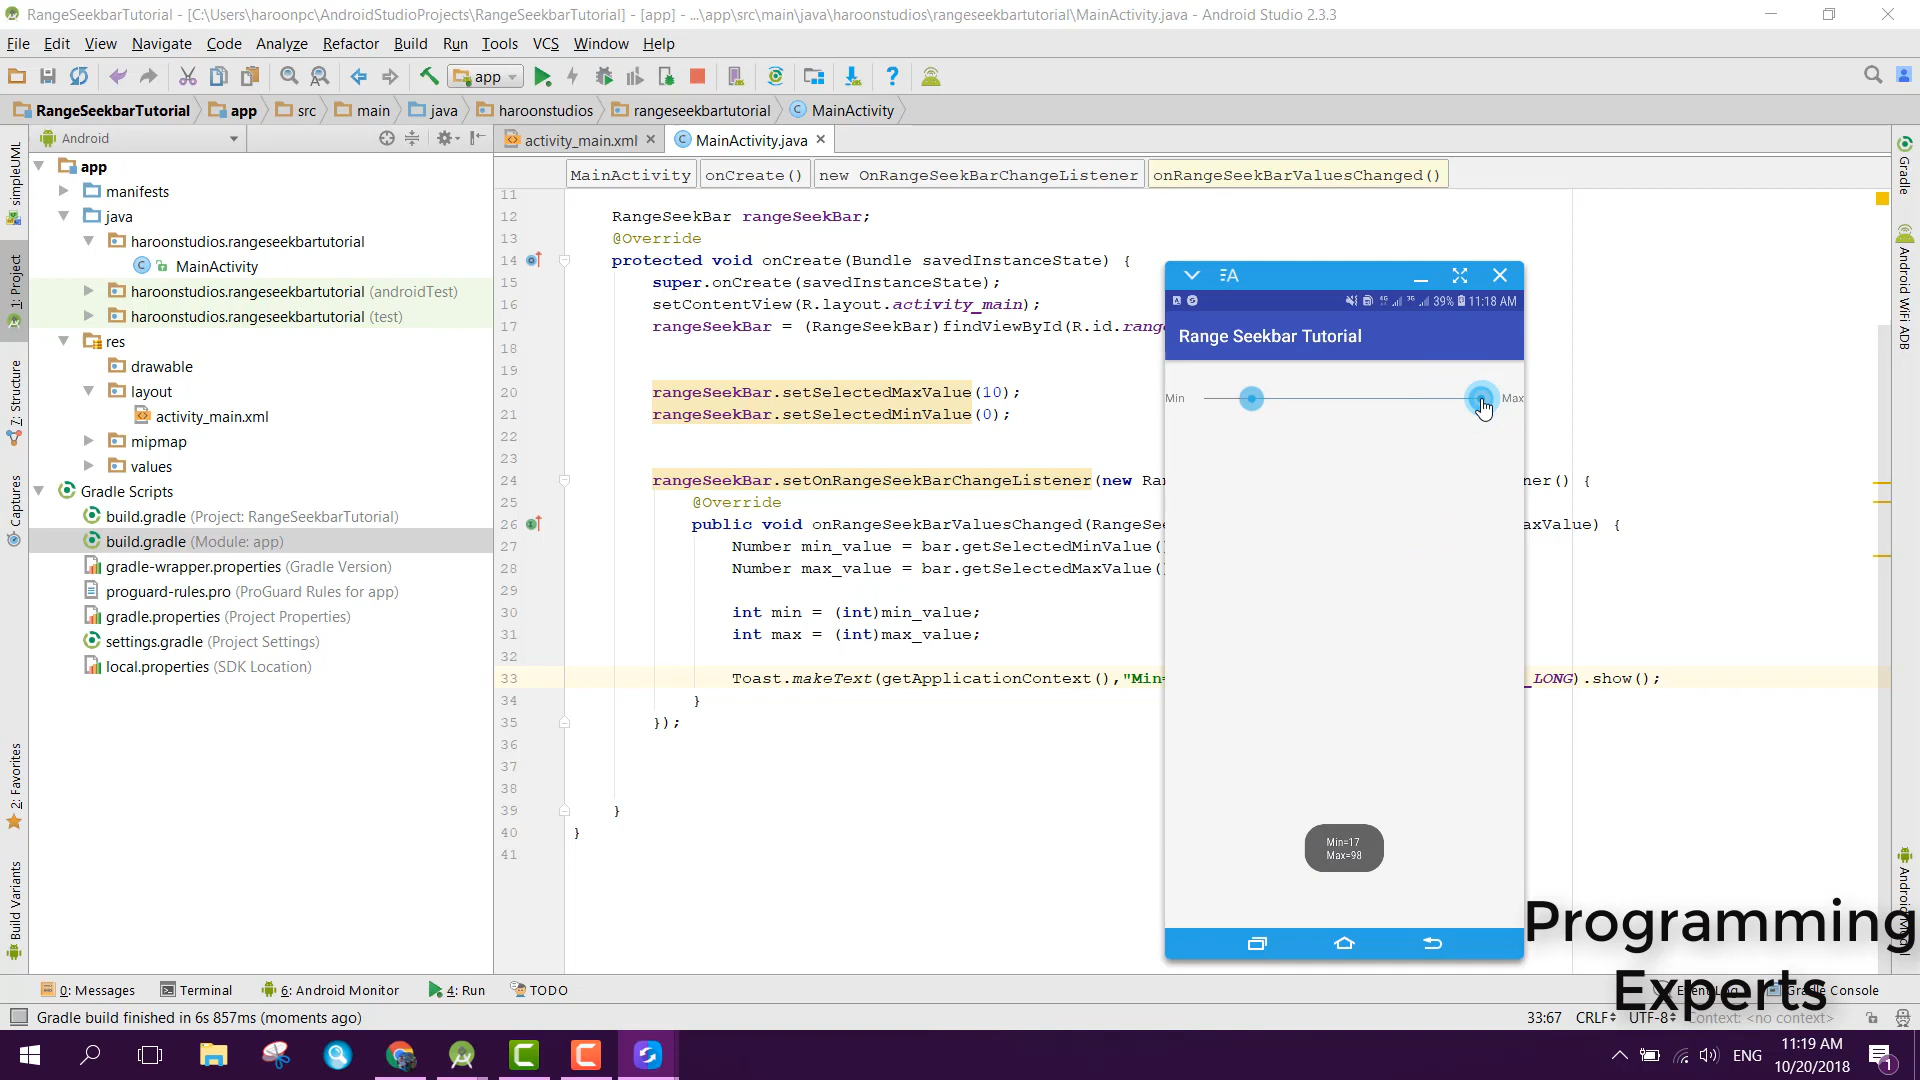 RangeSeekbarTutorial - [C:\Users\haroonpc\AndroidStudioProjects\RangeSeekbarTutorial] - [app] - ...\app\src\main\java\haroonstudios\rangeseekbartutorial\MainActivity.java - Android Studio 2.3.3
File Edit View Navigate Code Analyze Refactor Build Run Tools VCS Window Help
app
RangeSeekbarTutorial app src main java haroonstudios rangeseekbartutorial MainActivity
Android
activity_main.xml
MainActivity.java
simpleUML
1: Project
7: Structure
Captures
2: Favorites
Build Variants
app
manifests
java
haroonstudios.rangeseekbartutorial
MainActivity
haroonstudios.rangeseekbartutorial (androidTest)
haroonstudios.rangeseekbartutorial (test)
res
drawable
layout
activity_main.xml
mipmap
values
Gradle Scripts
build.gradle (Project: RangeSeekbarTutorial)
build.gradle (Module: app)
gradle-wrapper.properties (Gradle Version)
proguard-rules.pro (ProGuard Rules for app)
gradle.properties (Project Properties)
settings.gradle (Project Settings)
local.properties (SDK Location)
MainActivity onCreate() new OnRangeSeekBarChangeListener onRangeSeekBarValuesChanged()
11
12 RangeSeekBar rangeSeekBar;
13 @Override
14 protected void onCreate(Bundle savedInstanceState) {
15 super.onCreate(savedInstanceState);
16 setContentView(R.layout.activity_main);
17 rangeSeekBar = (RangeSeekBar)findViewById(R.id.rang
18
19
20 rangeSeekBar.setSelectedMaxValue(10);
21 rangeSeekBar.setSelectedMinValue(0);
22
23
24 rangeSeekBar.setOnRangeSeekBarChangeListener(new Ra ner() {
25 @Override
26 public void onRangeSeekBarValuesChanged(RangeSe axValue) {
27 Number min_value = bar.getSelectedMinValue()
28 Number max_value = bar.getSelectedMaxValue()
29
30 int min = (int)min_value;
31 int max = (int)max_value;
32
33 Toast.makeText(getApplicationContext(),"Min= _LONG).show();
34 }
35 });
36
37
38
39 }
40 }
41
39% 11:18 AM
Range Seekbar Tutorial
Min
Max
Min=17
Max=98
Gradle
Android WiFi ADB
Programming
Experts
0: Messages Terminal 6: Android Monitor 4: Run TODO
Event Log Gradle Console
Gradle build finished in 6s 857ms (moments ago)
33:67 CRLF UTF-8 Context: <no context>
ENG
11:19 AM
10/20/2018
1